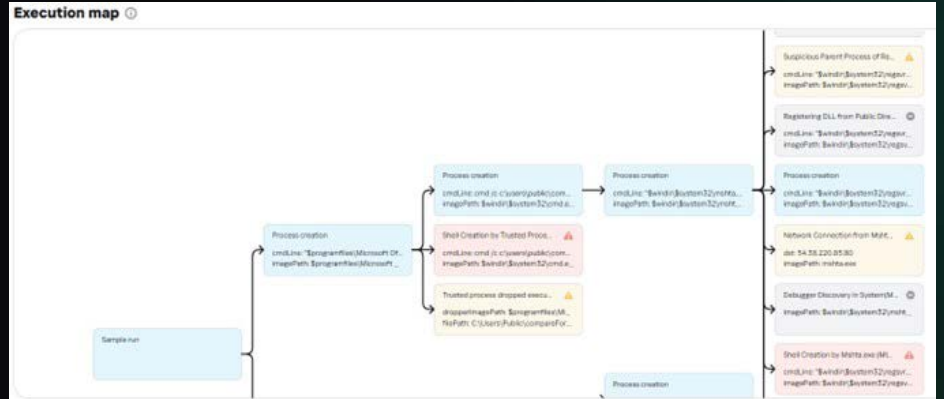 Execution map
Sample run
Process creation
cmdLine: "$programfiles\Microsoft Of...
imagePath: $programfiles\Microsoft_
Process creation
cmdLine: cmd /c c:\users\public\com...
imagePath: $windir\$system32\cmd.e_
Shell Creation by Trusted Proce...
cmdLine: cmd /c c:\users\public\com...
imagePath: $windir\$system32\cmd.e_
Trusted process dropped execu...
dropperImagePath: $programfiles\Mi_
filePath: C:\Users\Public\compareFor...
Process creation
cmdLine: "$windir\$system32\mshta...
imagePath: $windir\$system32\msht...
Process creation
Suspicious Parent Process of Re...
cmdLine: "$windir\$system32\regsvr...
imagePath: $windir\$system32\regsv...
Registering DLL from Public Dire...
cmdLine: "$windir\$system32\regsvr_
imagePath: $windir\$system32\regsv...
Process creation
cmdLine: "$windir\$system32\regsvr...
imagePath: $windir\$system32\regsv...
Network Connection from Msht...
dst: 54.38.220.85:80
imagePath: mshta.exe
Debugger Discovery in System(M...
imagePath: $windir\$system32\msht_
Shell Creation by Mshta.exe (Mi...
cmdLine: "$windir\$system32\regsvr...
imagePath: $windir\$system32\regsv...